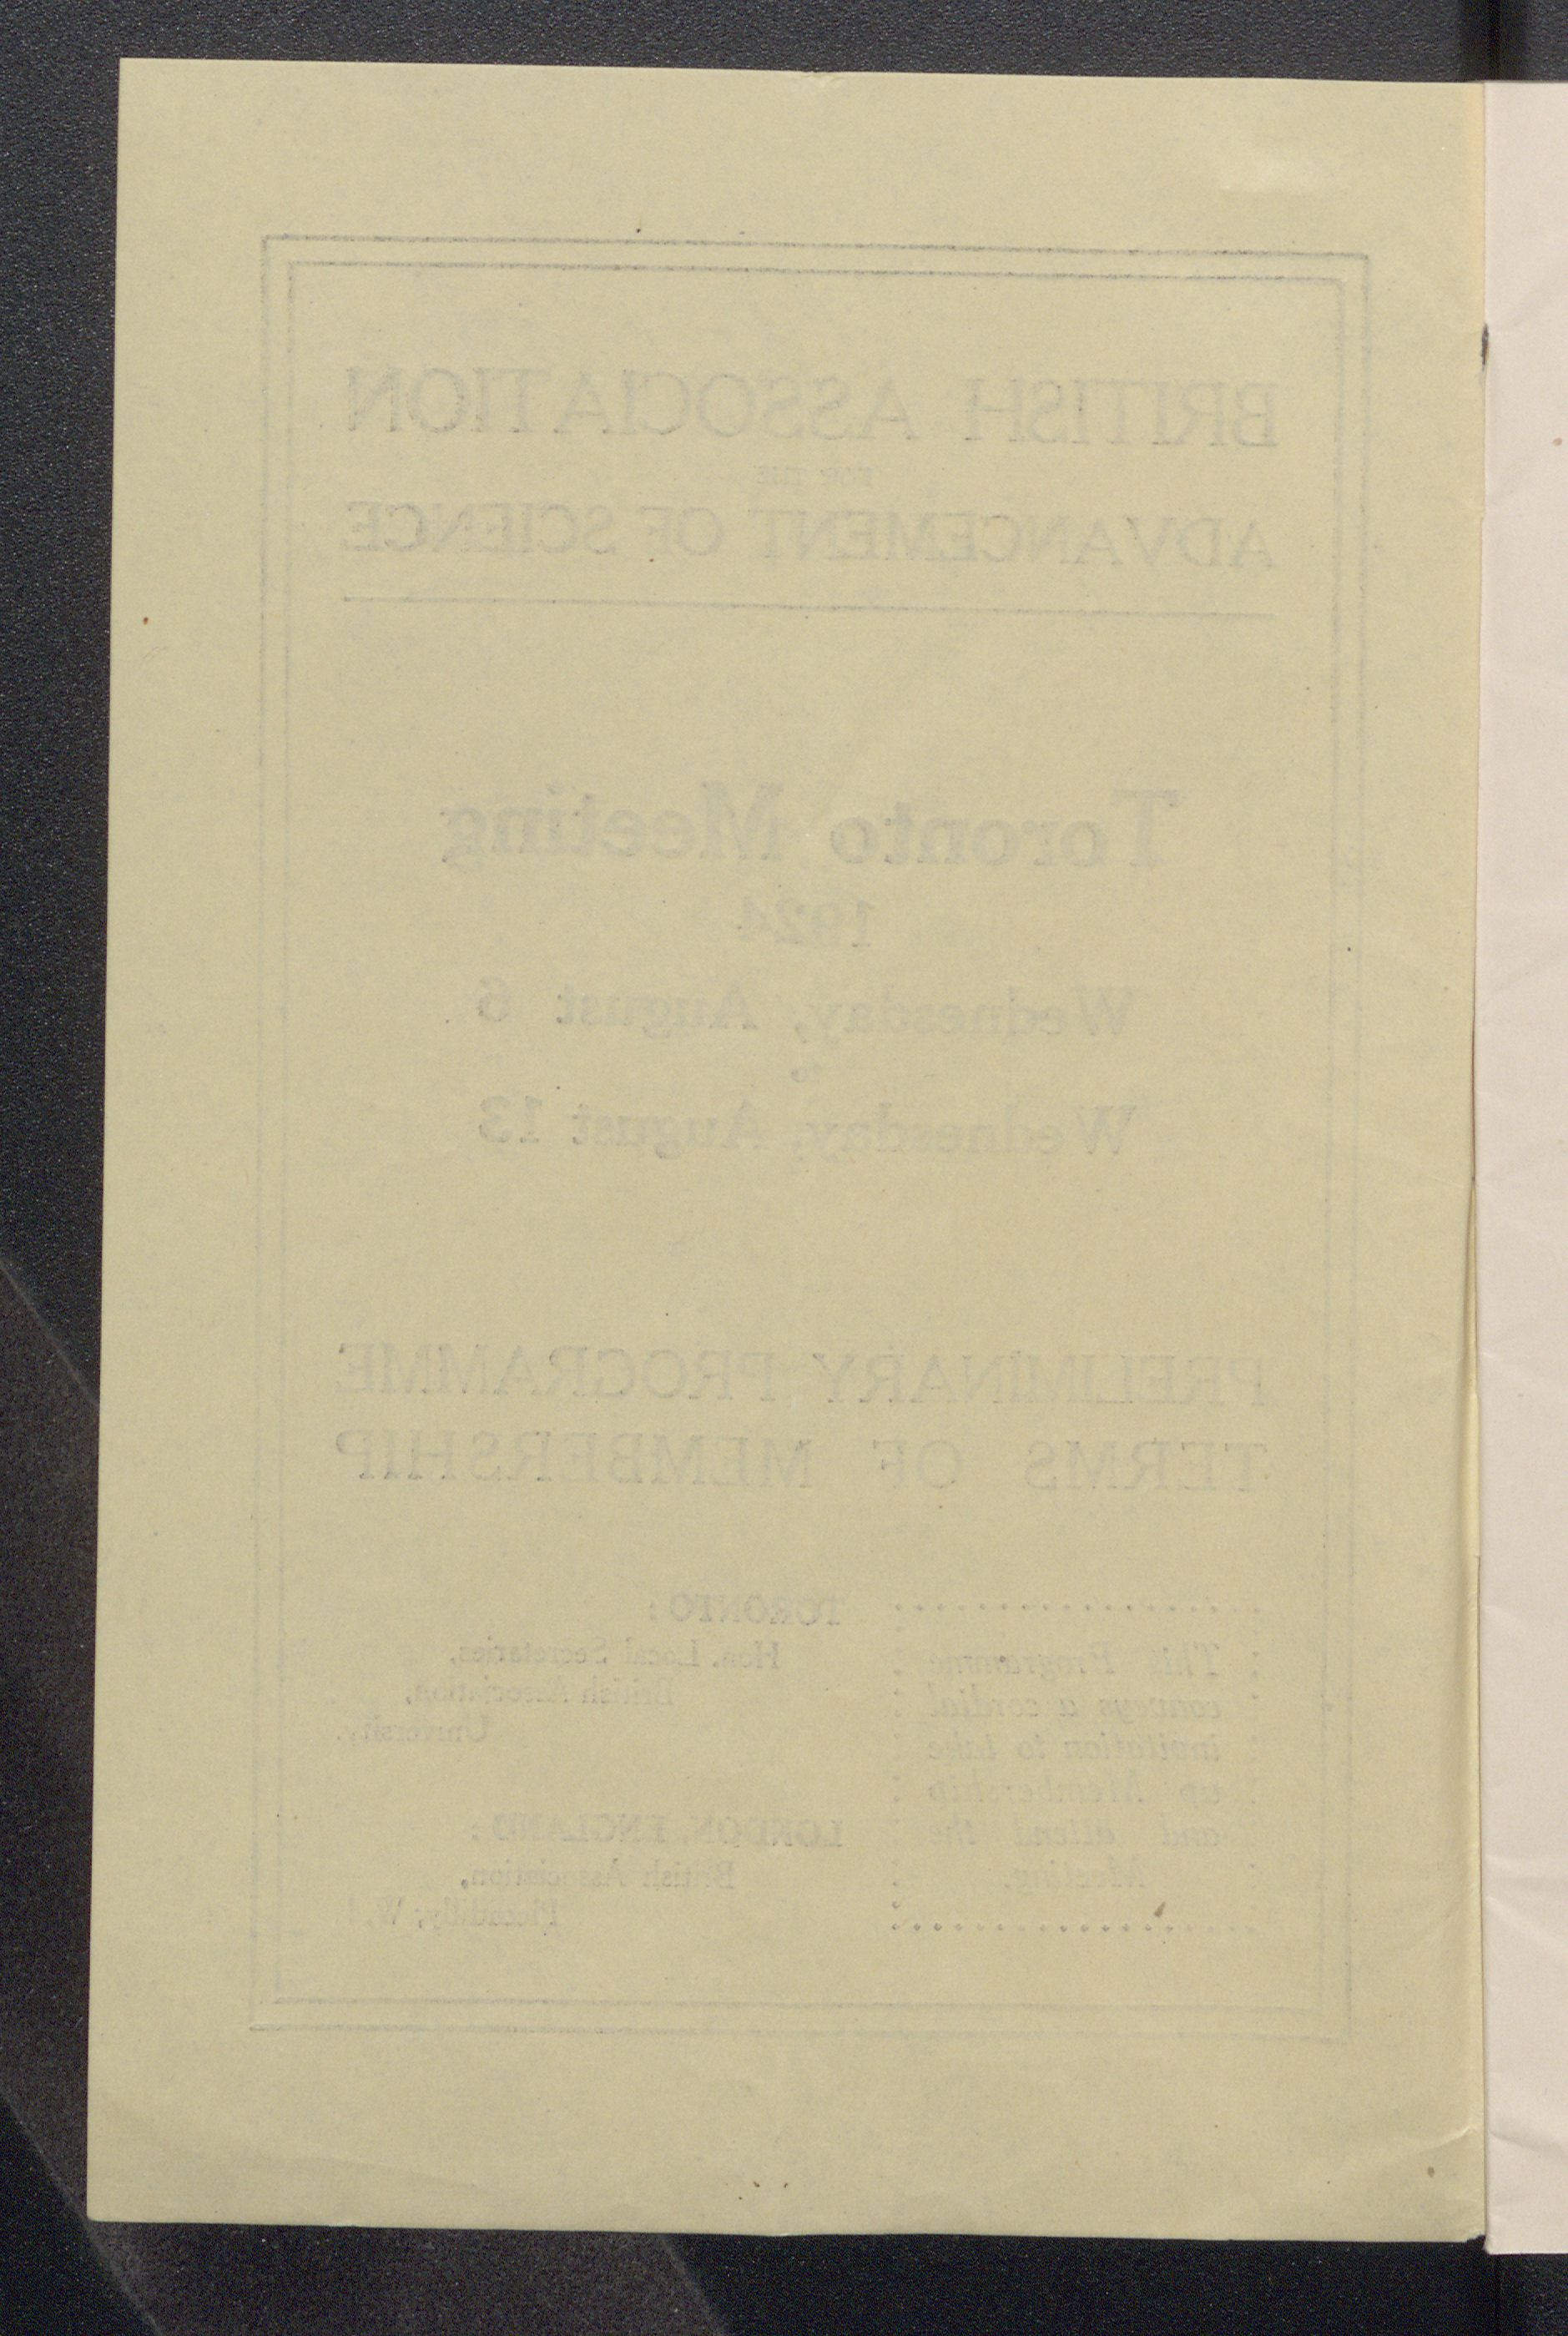 BRITISH ASSOCIATION
FOR THE
ADVANCEMENT OF SCIENCE
Toronto Meeting
1924
Wednesday, August 6
to
Wednesday, August 13
PRELIMINARY PROGRAMME
TERMS OF MEMBERSHIP
This Programme
conveys a cordial
invitation to take
up Membership
and attend the
Meeting.
TORONTO:
Hon. Local Secretaries,
British Association,
University.
LONDON, ENGLAND:
British Association,
Piccadilly, W.1